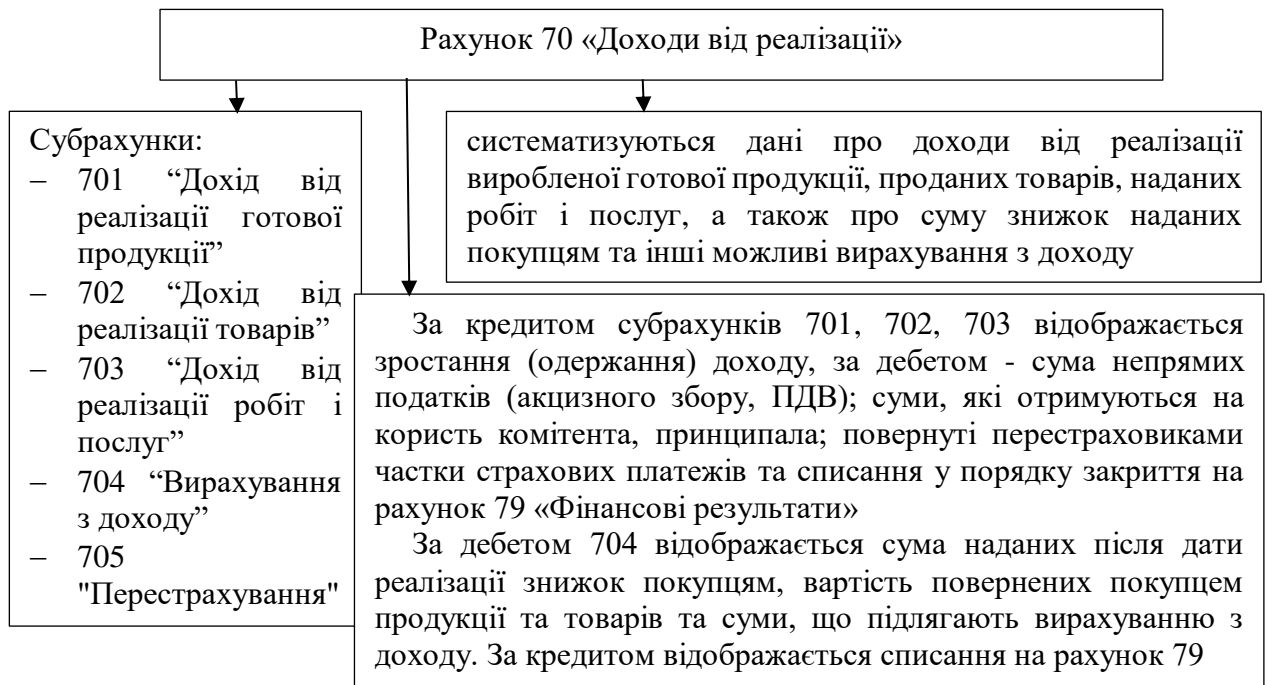 Рахунок 70 «Доходи від реалізації»
Субрахунки:
– 701 “Дохід від
реалізації готової
продукції”
– 702 “Дохід від
реалізації товарів”
– 703 “Дохід від
реалізації робіт і
послуг”
– 704 “Вирахування
з доходу”
– 705
"Перестрахування"
систематизуються дані про доходи від реалізації
виробленої готової продукції, проданих товарів, наданих
робіт і послуг, а також про суму знижок наданих
покупцям та інші можливі вирахування з доходу
За кредитом субрахунків 701, 702, 703 відображається
зростання (одержання) доходу, за дебетом - сума непрямих
податків (акцизного збору, ПДВ); суми, які отримуються на
користь комітента, принципала; повернуті перестраховиками
частки страхових платежів та списання у порядку закриття на
рахунок 79 «Фінансові результати»
За дебетом 704 відображається сума наданих після дати
реалізації знижок покупцям, вартість повернених покупцем
продукції та товарів та суми, що підлягають вирахуванню з
доходу. За кредитом відображається списання на рахунок 79